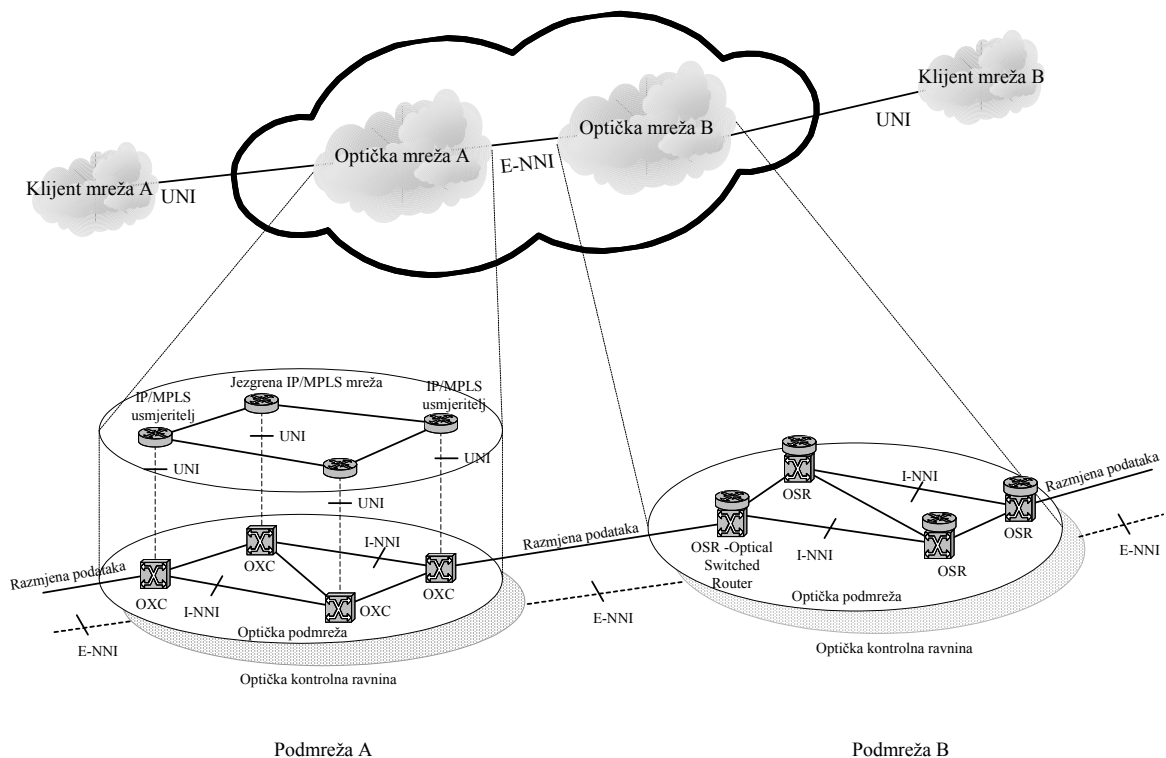 Klijent mreža B
Optička mreža B
UNI
Optička mreža A
E-NNI
Klijent mreža A
UNI
Jezgrena IP/MPLS mreža
IP/MPLS
usmjeritelj
IP/MPLS
usmjeritelj
UNI
UNI
UNI
UNI
Razmjena podataka
I-NNI
OXC
OXC
OXC
OXC
I-NNI
Optička podmreža
E-NNI
Optička kontrolna ravnina
Razmjena podataka
E-NNI
Razmjena podataka
OSR
I-NNI
OSR
I-NNI
OSR -Optical
Switched
Router
OSR
Optička podmreža
E-NNI
Optička kontrolna ravnina
Podmreža A
Podmreža B